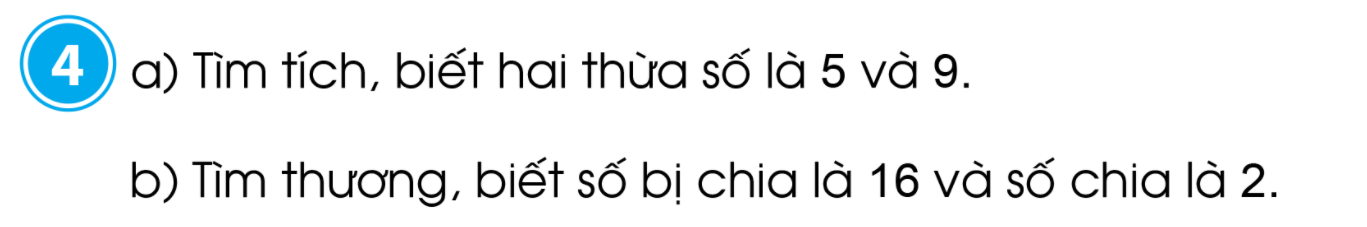 4 a) Tìm tích, biết hai thừa số là 5 và 9.
b) Tìm thương, biết số bị chia là 16 và số chia là 2.